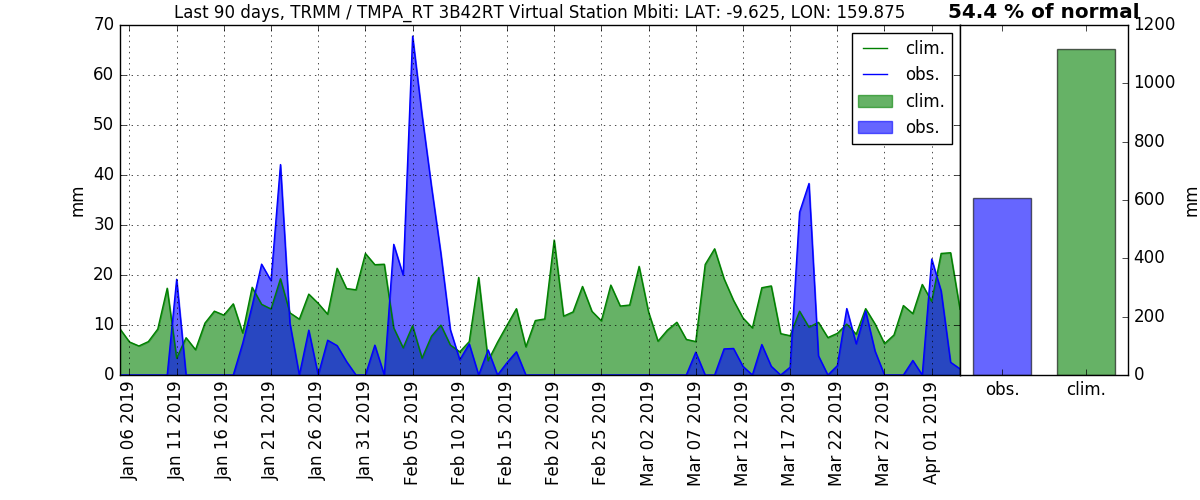 Last 90 days, TRMM / TMPA_RT 3B42RT Virtual Station Mbiti: LAT: -9.625, LON: 159.875
54.4 % of normal
70
60
50
40
30
20
10
0
mm
clim.
obs.
clim.
obs.
Jan 06 2019
Jan 11 2019
Jan 16 2019
Jan 21 2019
Jan 26 2019
Jan 31 2019
Feb 05 2019
Feb 10 2019
Feb 15 2019
Feb 20 2019
Feb 25 2019
Mar 02 2019
Mar 07 2019
Mar 12 2019
Mar 17 2019
Mar 22 2019
Mar 27 2019
Apr 01 2019
1200
1000
800
600
400
200
0
mm
obs.
clim.